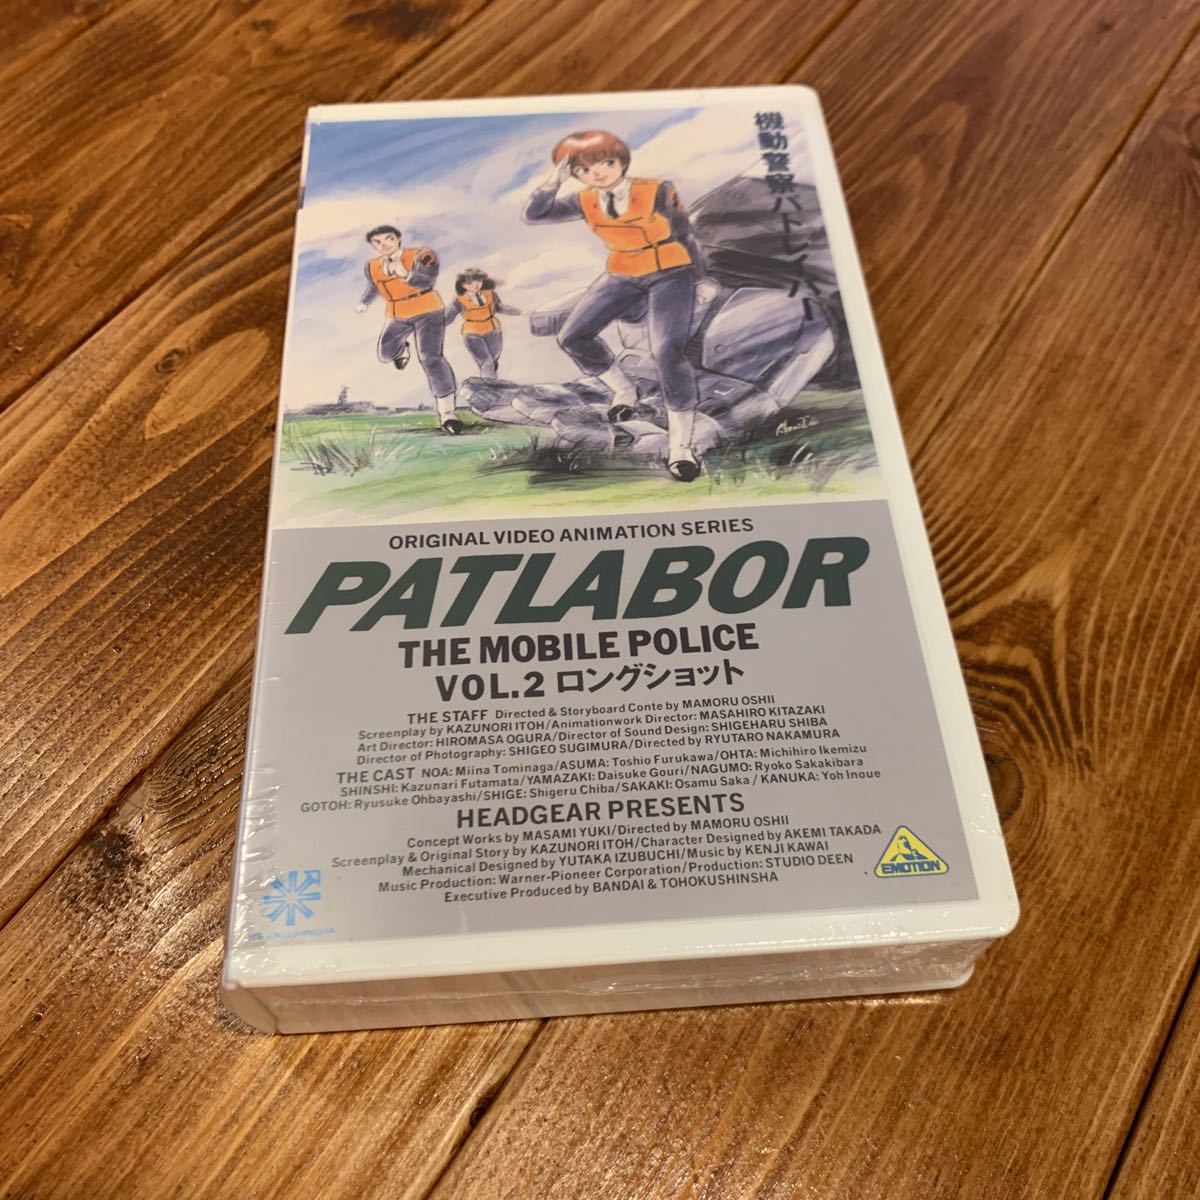 機動警察パトレイバー
ORIGINAL VIDEO ANIMATION SERIES
PATLABOR
THE MOBILE POLICE
VOL.2 ロングショット
THE STAFF Directed & Storyboard Conte by MAMORU OSHII
Screenplay by KAZUNORI ITOH/Animationwork Director: MASAHIRO KITAZAKI
Art Director: HIROMASA OGURA/Director of Sound Design: SHIGEHARU SHIBA
Director of Photography: SHIGEO SUGIMURA/Directed by RYUTARO NAKAMURA
THE CAST NOA: Miina Tominaga/ASUMA: Toshio Furukawa/OHTA: Michihiro Ikemizu
SHINSHI: Kazunari Futamata/YAMAZAKI: Daisuke Gouri/NAGUMO: Ryoko Sakakibara
GOTOH: Ryusuke Ohbayashi/SHIGE: Shigeru Chiba/SAKAKI: Osamu Saka/KANUKA: Yoh Inoue
HEADGEAR PRESENTS
Concept Works by MASAMI YUKI/Directed by MAMORU OSHII
Screenplay & Original Story by KAZUNORI ITOH/Character Designed by AKEMI TAKADA
Mechanical Designed by YUTAKA IZUBUCHI/Music by KENJI KAWAI
Music Production: Warner-Pioneer Corporation/Production: STUDIO DEEN
Executive Produced by BANDAI & TOHOKUSHINSHA
EMOTION